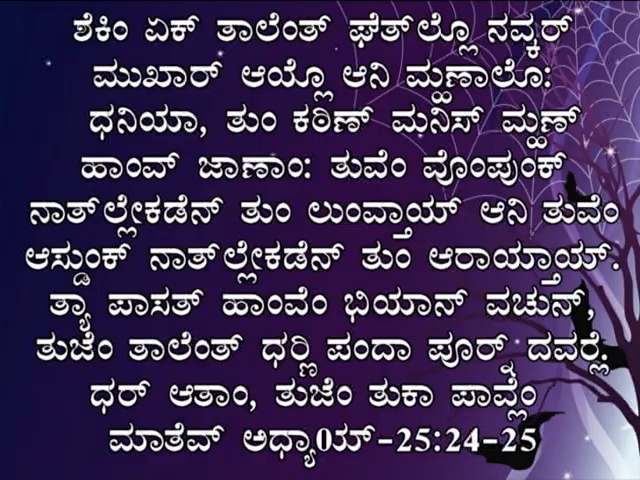 ಶೆಕಿಂ ಏಕ್ ತಾಲೆಂತ್ ಘೆತ್‌ಲ್ಲೊ ನವ್ಕರ್
ಮುಖಾರ್ ಆಯ್ಲೊ ಆನಿ ಮ್ಹಣಾಲೊ:
ಧನಿಯಾ, ತುಂ ಕಠಿಣ್ ಮನಿಸ್ ಮ್ಹಣ್
ಹಾಂವ್ ಜಾಣಾಂ: ತುವೆಂ ವೊಂಪುಂಕ್
ನಾತ್‌ಲ್ಲೇಕಡೆನ್ ತುಂ ಲುಂವ್ತಾಯ್ ಆನಿ ತುವೆಂ
ಆಸ್ಡುಂಕ್ ನಾತ್‌ಲ್ಲೇಕಡೆನ್ ತುಂ ಆರಾಯ್ತಾಯ್.
ತ್ಯಾ ಪಾಸತ್ ಹಾಂವೆಂ ಭಿಯಾನ್ ವಚುನ್,
ತುಜೆಂ ತಾಲೆಂತ್ ಧರ್‍ಣಿ ಪಂದಾ ಪೂರ್‍ನ್ ದವರ್‍ಲೆಂ.
ಧರ್ ಆತಾಂ, ತುಜೆಂ ತುಕಾ ಪಾವ್ಲೆಂ
ಮಾತೆವ್ ಅಧ್ಯಾ0ಯ್-25:24-25